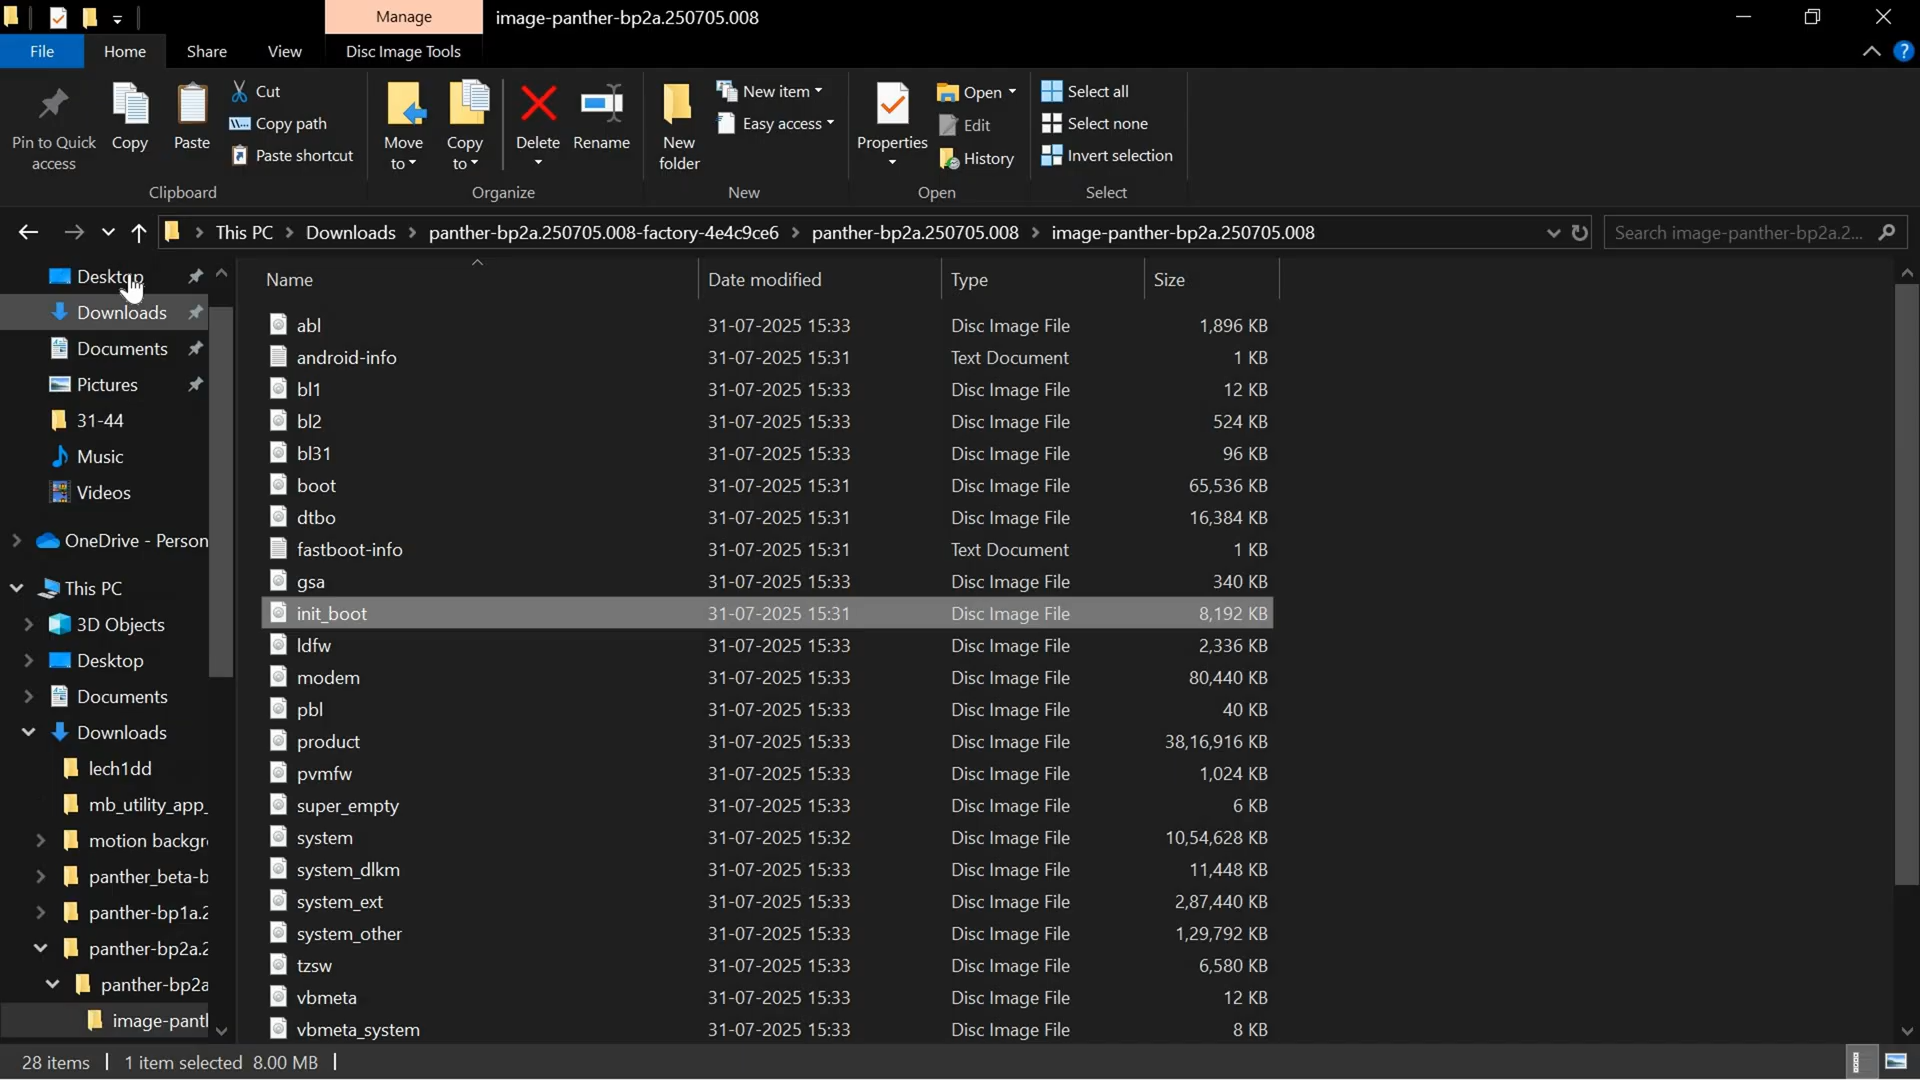 Manage image-panther-bp2a.250705.008
File Home Share View Disc Image Tools
Pin to Quick access
Copy
Paste
Cut
Copy path
Paste shortcut
Clipboard
Move to
Copy to
Delete
Rename
Organize
New folder
New item
Easy access
New
Properties
Open
Edit
History
Open
Select all
Select none
Invert selection
Select
This PC Downloads panther-bp2a.250705.008-factory-4e4c9ce6 panther-bp2a.250705.008 image-panther-bp2a.250705.008
Search image-panther-bp2a.2...
Desktop
Downloads
Documents
Pictures
31-44
Music
Videos
OneDrive - Person
This PC
3D Objects
Desktop
Documents
Downloads
lech1dd
mb_utility_app_
motion backgr
panther_beta-b
panther-bp1a.2
panther-bp2a.2
panther-bp2a
image-pantl
Name Date modified Type Size
abl 31-07-2025 15:33 Disc Image File 1,896 KB
android-info 31-07-2025 15:31 Text Document 1 KB
bl1 31-07-2025 15:33 Disc Image File 12 KB
bl2 31-07-2025 15:33 Disc Image File 524 KB
bl31 31-07-2025 15:33 Disc Image File 96 KB
boot 31-07-2025 15:31 Disc Image File 65,536 KB
dtbo 31-07-2025 15:31 Disc Image File 16,384 KB
fastboot-info 31-07-2025 15:31 Text Document 1 KB
gsa 31-07-2025 15:33 Disc Image File 340 KB
init_boot 31-07-2025 15:31 Disc Image File 8,192 KB
ldfw 31-07-2025 15:33 Disc Image File 2,336 KB
modem 31-07-2025 15:33 Disc Image File 80,440 KB
pbl 31-07-2025 15:33 Disc Image File 40 KB
product 31-07-2025 15:33 Disc Image File 38,16,916 KB
pvmfw 31-07-2025 15:33 Disc Image File 1,024 KB
super_empty 31-07-2025 15:33 Disc Image File 6 KB
system 31-07-2025 15:32 Disc Image File 10,54,628 KB
system_dlkm 31-07-2025 15:33 Disc Image File 11,448 KB
system_ext 31-07-2025 15:33 Disc Image File 2,87,440 KB
system_other 31-07-2025 15:33 Disc Image File 1,29,792 KB
tzsw 31-07-2025 15:33 Disc Image File 6,580 KB
vbmeta 31-07-2025 15:33 Disc Image File 12 KB
vbmeta_system 31-07-2025 15:33 Disc Image File 8 KB
28 items 1 item selected 8.00 MB